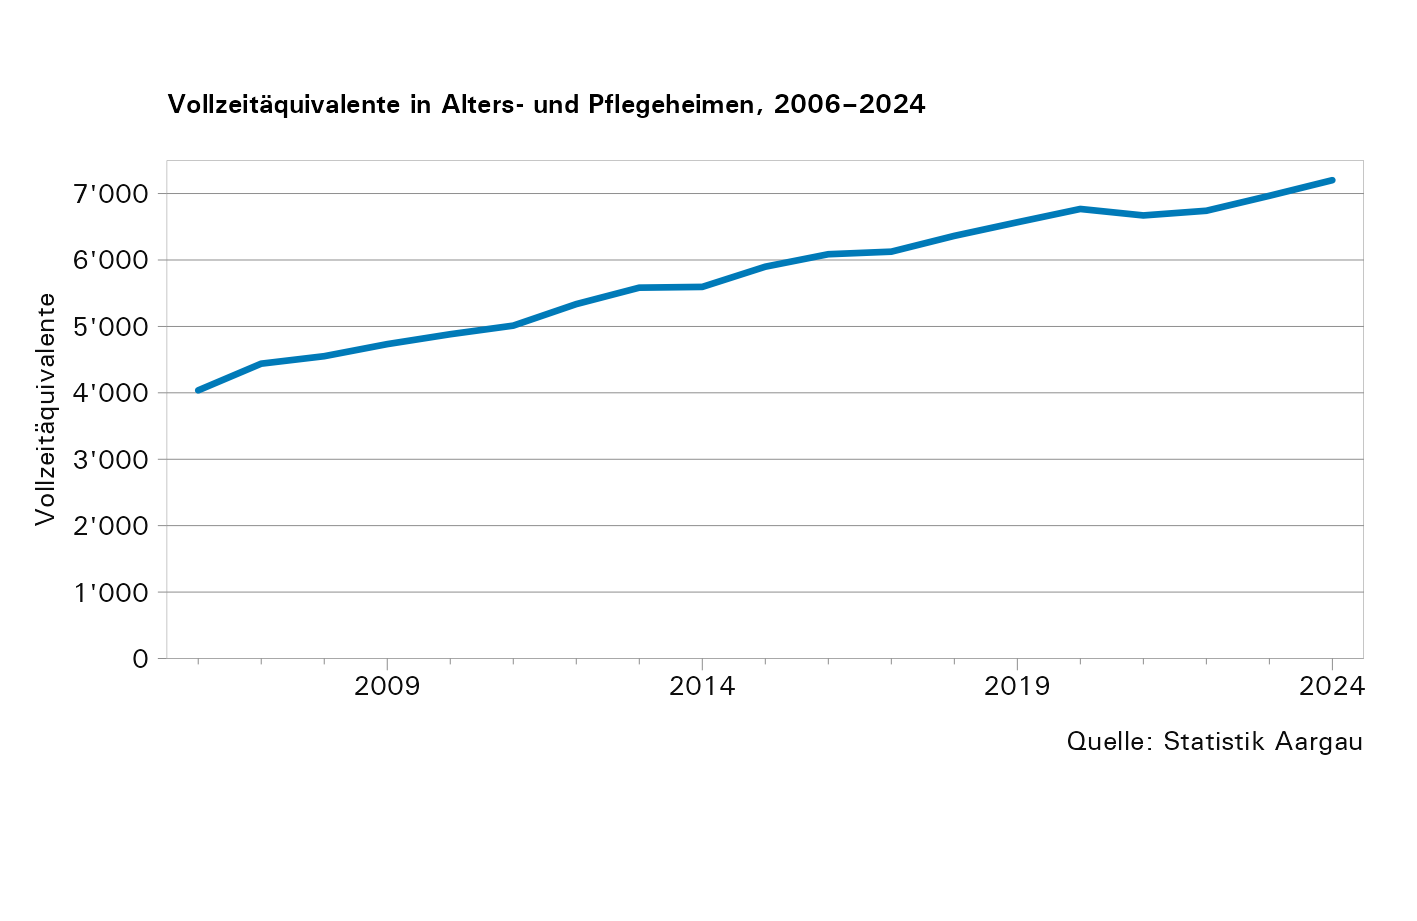 Vollzeitäquivalente in Alters- und Pflegeheimen, 2006–2024
Vollzeitäquivalente
7'000
6'000
5'000
4'000
3'000
2'000
1'000
0
2009 2014 2019 2024
Quelle: Statistik Aargau